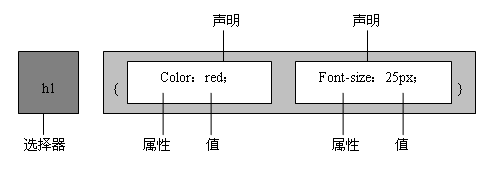 声明 声明
h1 { Color：red； Font-size：25px； }
选择器 属性 值 属性 值